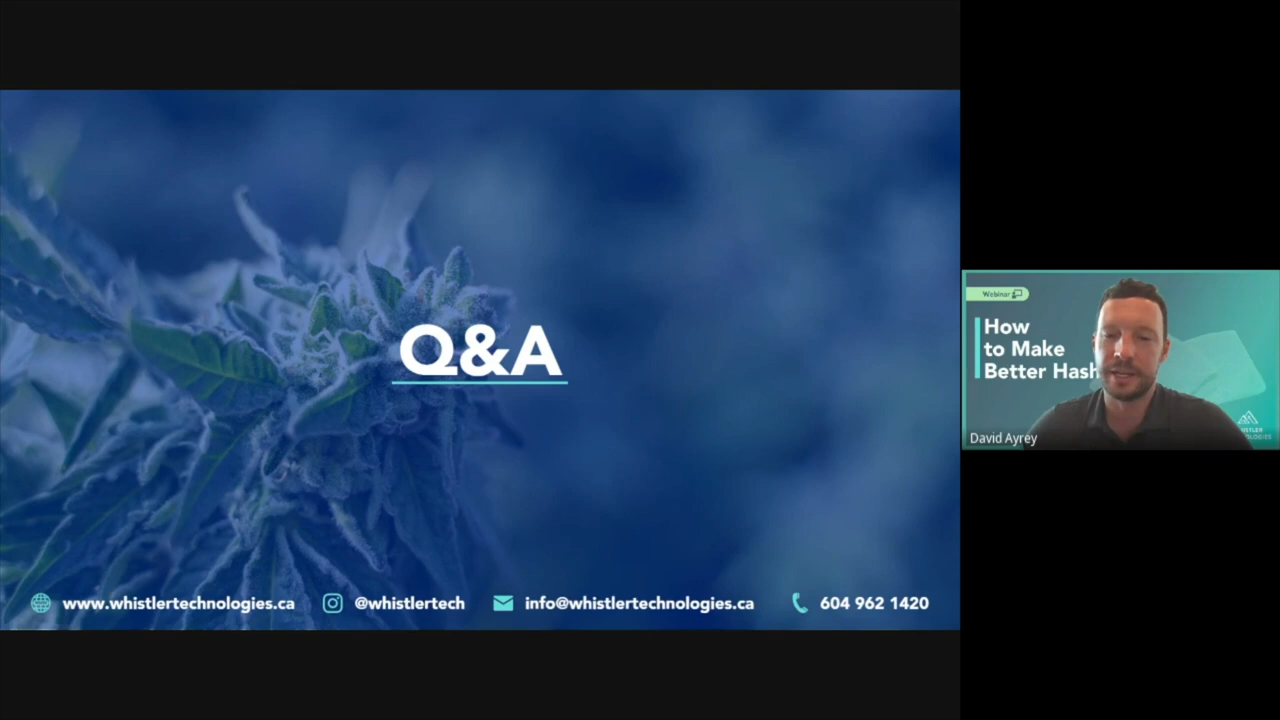 Q&A
www.whistlertechnologies.ca
@whistlertech
info@whistlertechnologies.ca
604 962 1420
Webinar
How
to Make
Better Hash
David Ayrey